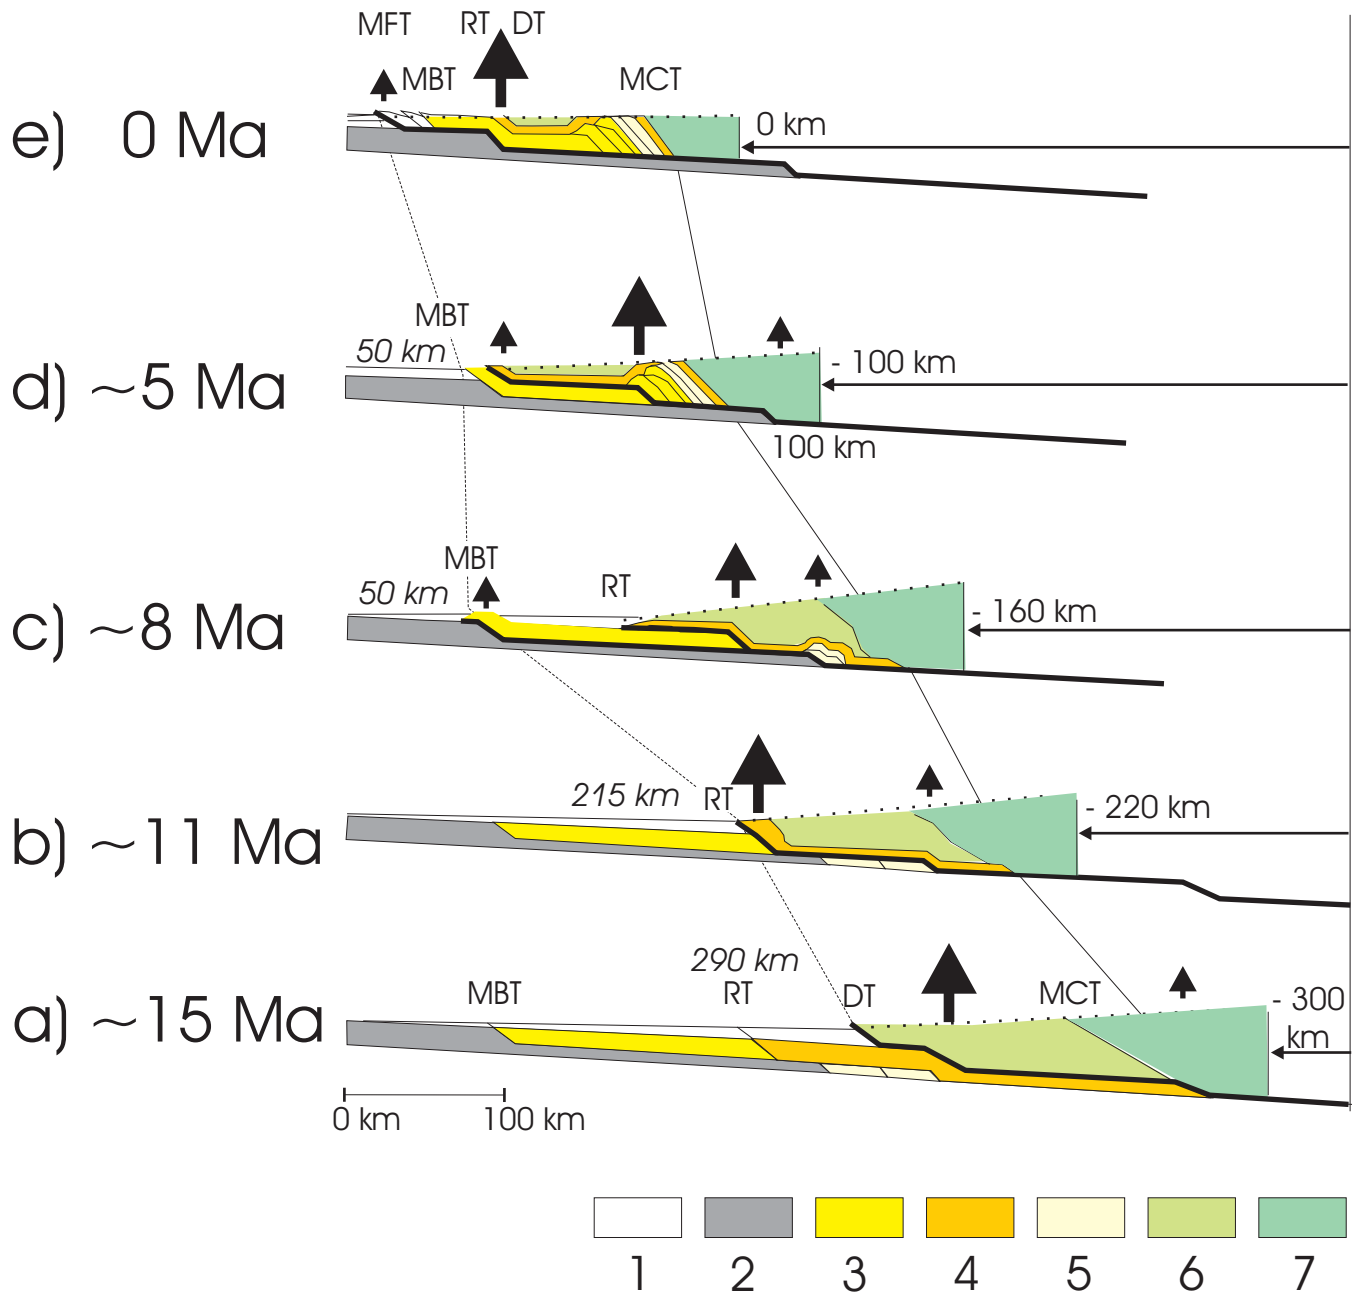 MFT RT DT
MBT MCT
e) 0 Ma 0 km
MBT
50 km - 100 km
d) ~5 Ma
100 km
MBT
50 km RT - 160 km
c) ~8 Ma
215 km RT - 220 km
b) ~11 Ma
290 km
MBT RT DT MCT - 300
a) ~15 Ma km
0 km 100 km
1 2 3 4 5 6 7